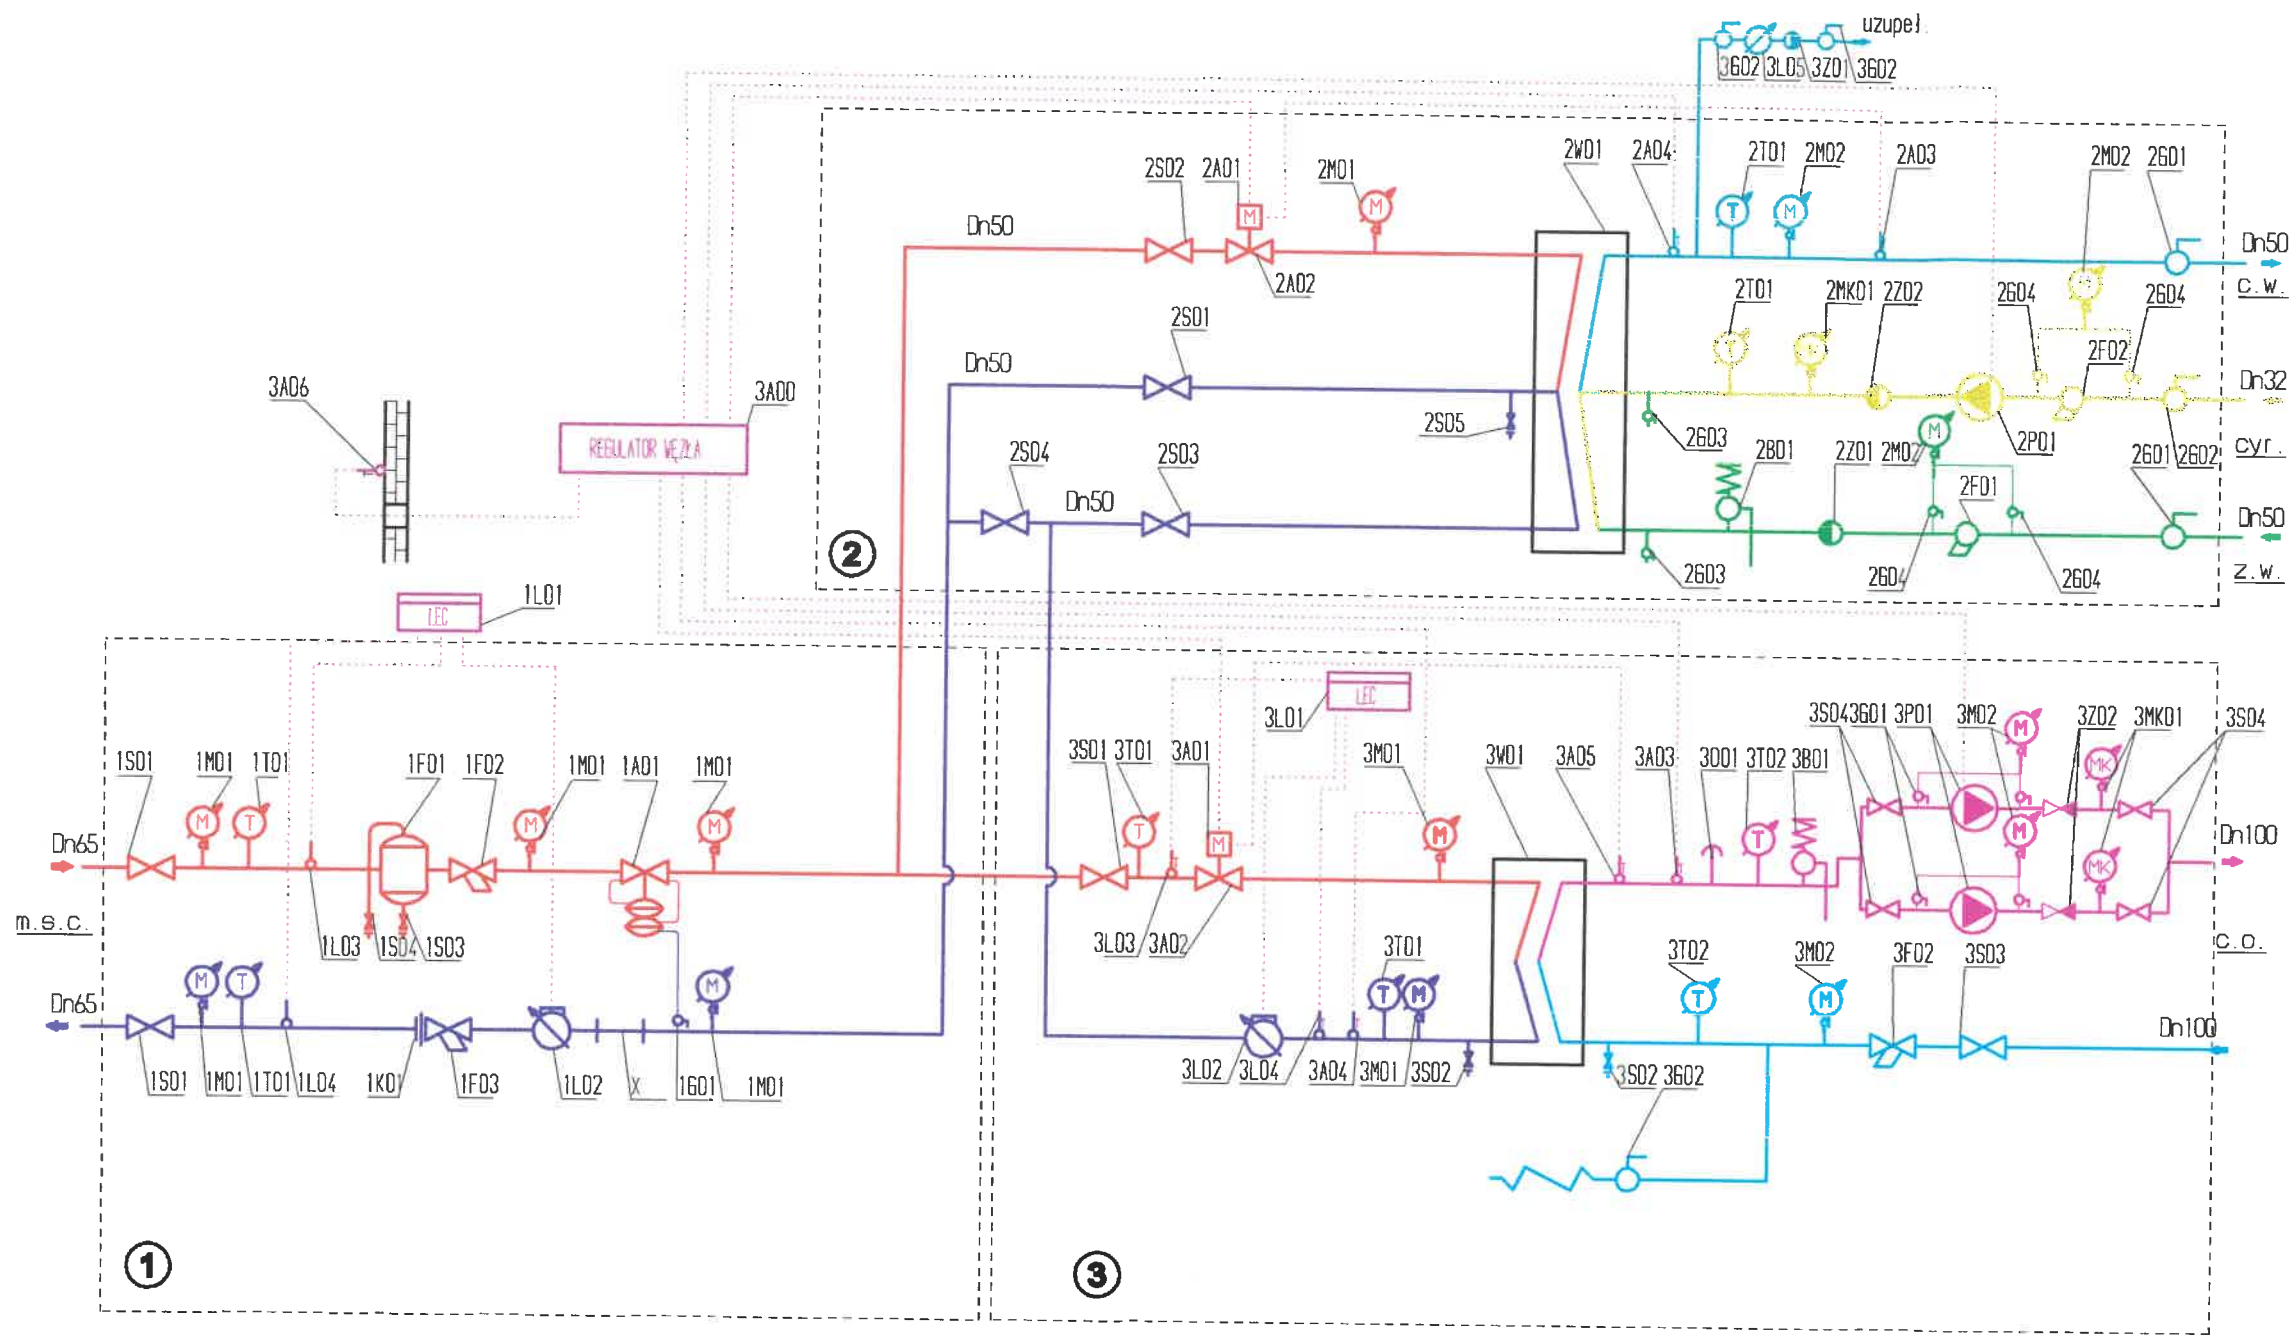 uzupeł.
3G02 3L05 3Z01 3G02
2S02 2A01 2M01 2W01 2A04 2T01 2M02 2A03 2M02 2G01
M M T M
Dn50 Dn50
2A02 c.w.
2T01 2MK01 2Z02 2G04 2G04
2S01 T 2F02
Dn50 Dn32
3A06 3A00
REGULATOR WĘZŁA
2S05 2G03 2B01 2Z01 2M02 M 2P01 2G01 2G02 cyr.
2S04 2S03
Dn50 2F01 Dn50
2
2G03 2G04 2G04 z.w.
1L01
LEC
LEC
3L01
3S04 3G01 3P01 3M02 M 3Z02 3MK01 3S04
1S01 1M01 1T01 1F01 1F02 1M01 1A01 1M01 3S01 3T01 3A01 3M01 3W01 3A05 3A03 3O01 3T02 3B01 MK
M T M M T M M T M
Dn65 Dn100
MK
m.s.c. 1L03 1S04 1S03 3L03 3A02 c.o.
M T M 3T01 3T02 3M02 3F02 3S03
Dn65 T M T M
Dn100
1S01 1M01 1T01 1L04 1K01 1F03 1L02 X 1G01 1M01 3L02 3L04 3A04 3M01 3S02 3S02 3G02
1 3